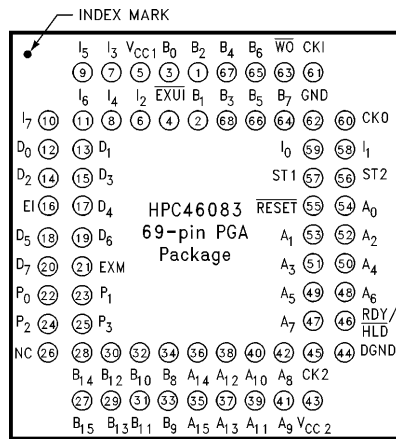 INDEX MARK
I5 I3 VCC1 B0 B2 B4 B6 W̅O̅ CKI
9 7 5 3 1 67 65 63 61
I6 I4 I2 E̅X̅U̅I̅ B1 B3 B5 B7 GND
I7 10 11 8 6 4 2 68 66 64 62 60 CKO
D0 12 13 D1 I0 59 58 I1
D2 14 15 D3 ST1 57 56 ST2
EI 16 17 D4 HPC46083 R̅E̅S̅E̅T̅ 55 54 A0
D5 18 19 D6 69-pin PGA A1 53 52 A2
D7 20 21 EXM Package A3 51 50 A4
P0 22 23 P1 A5 49 48 A6
P2 24 25 P3 A7 47 46 R̅D̅Y̅/
H̅L̅D̅
NC 26 28 30 32 34 36 38 40 42 45 44 DGND
B14 B12 B10 B8 A14 A12 A10 A8 CK2
27 29 31 33 35 37 39 41 43
B15 B13 B11 B9 A15 A13 A11 A9 VCC2